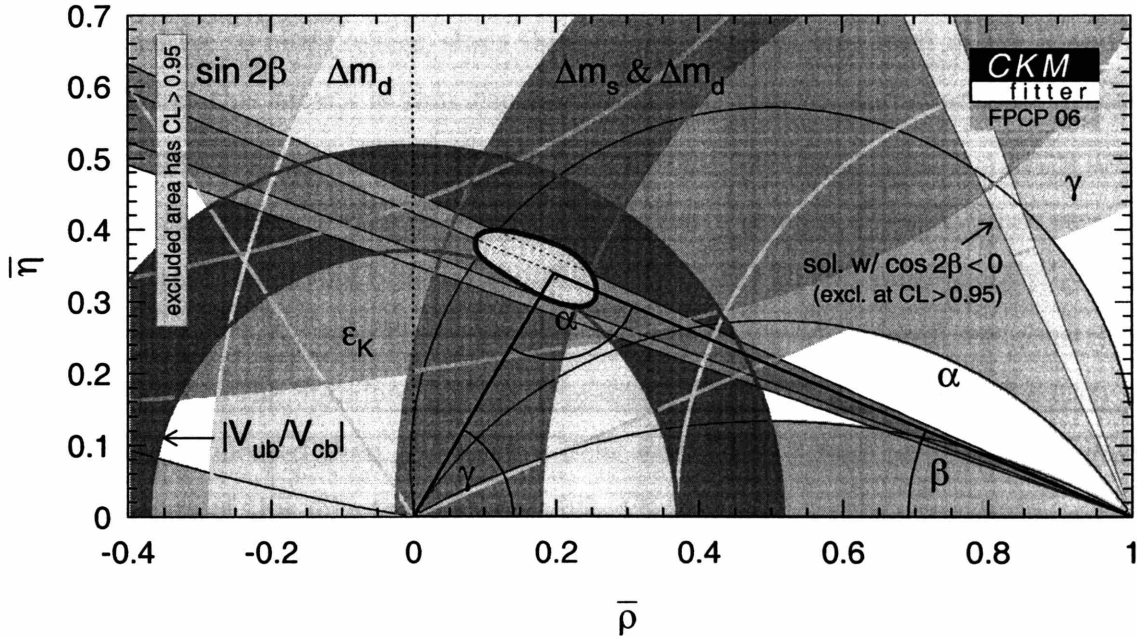 0.7
0.6
0.5
0.4
0.3
0.2
0.1
0
η̄
excluded area has CL > 0.95
sin 2β
Δm_d
Δm_s & Δm_d
CKM
fitter
FPCP 06
γ
sol. w/ cos 2β < 0
(excl. at CL > 0.95)
α
ε_K
α
|V_ub/V_cb|
γ
β
-0.4
-0.2
0
0.2
0.4
0.6
0.8
1
ρ̄